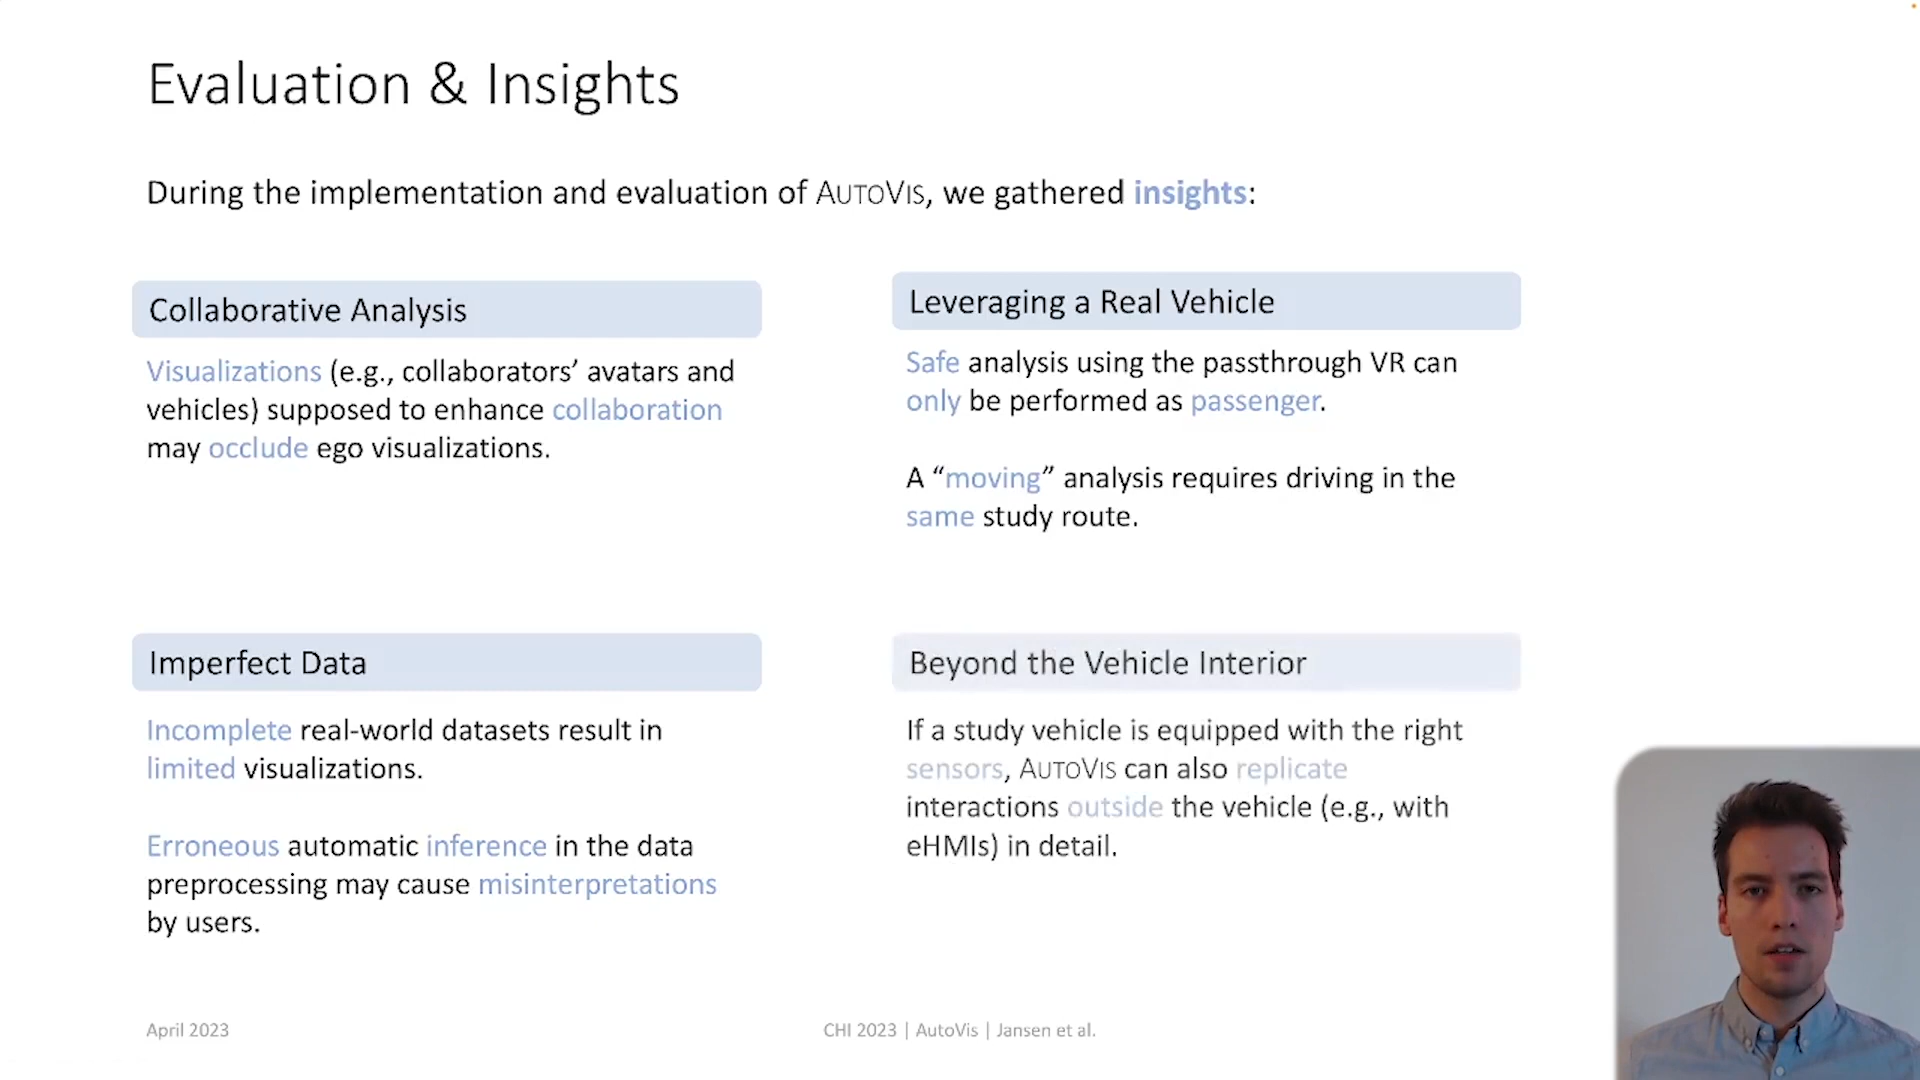 Evaluation & Insights
During the implementation and evaluation of AUTOVIS, we gathered insights:
Collaborative Analysis
Visualizations (e.g., collaborators’ avatars and
vehicles) supposed to enhance collaboration
may occlude ego visualizations.
Leveraging a Real Vehicle
Safe analysis using the passthrough VR can
only be performed as passenger.
A “moving” analysis requires driving in the
same study route.
Imperfect Data
Incomplete real-world datasets result in
limited visualizations.
Erroneous automatic inference in the data
preprocessing may cause misinterpretations
by users.
Beyond the Vehicle Interior
If a study vehicle is equipped with the right
sensors, AUTOVIS can also replicate
interactions outside the vehicle (e.g., with
eHMIs) in detail.
April 2023
CHI 2023 | AutoVis | Jansen et al.